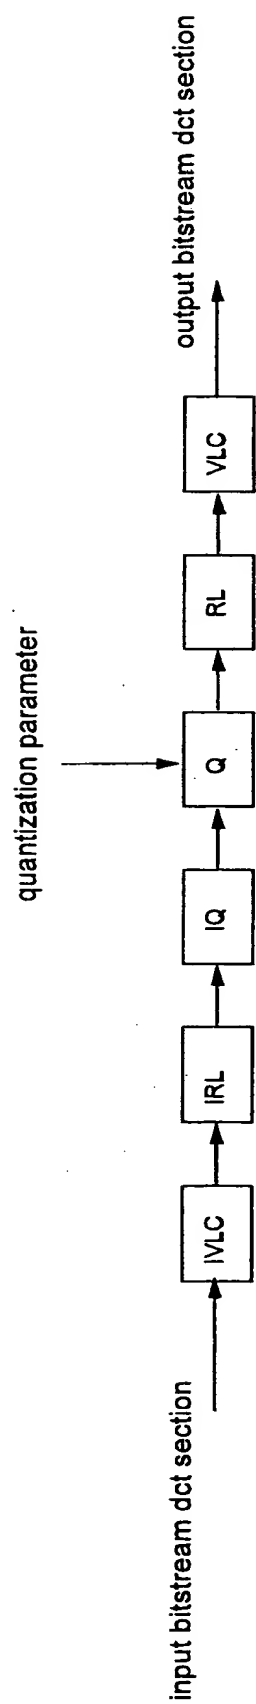 quantization parameter
input bitstream dct section
IVLC
IRL
IQ
Q
RL
VLC
output bitstream dct section